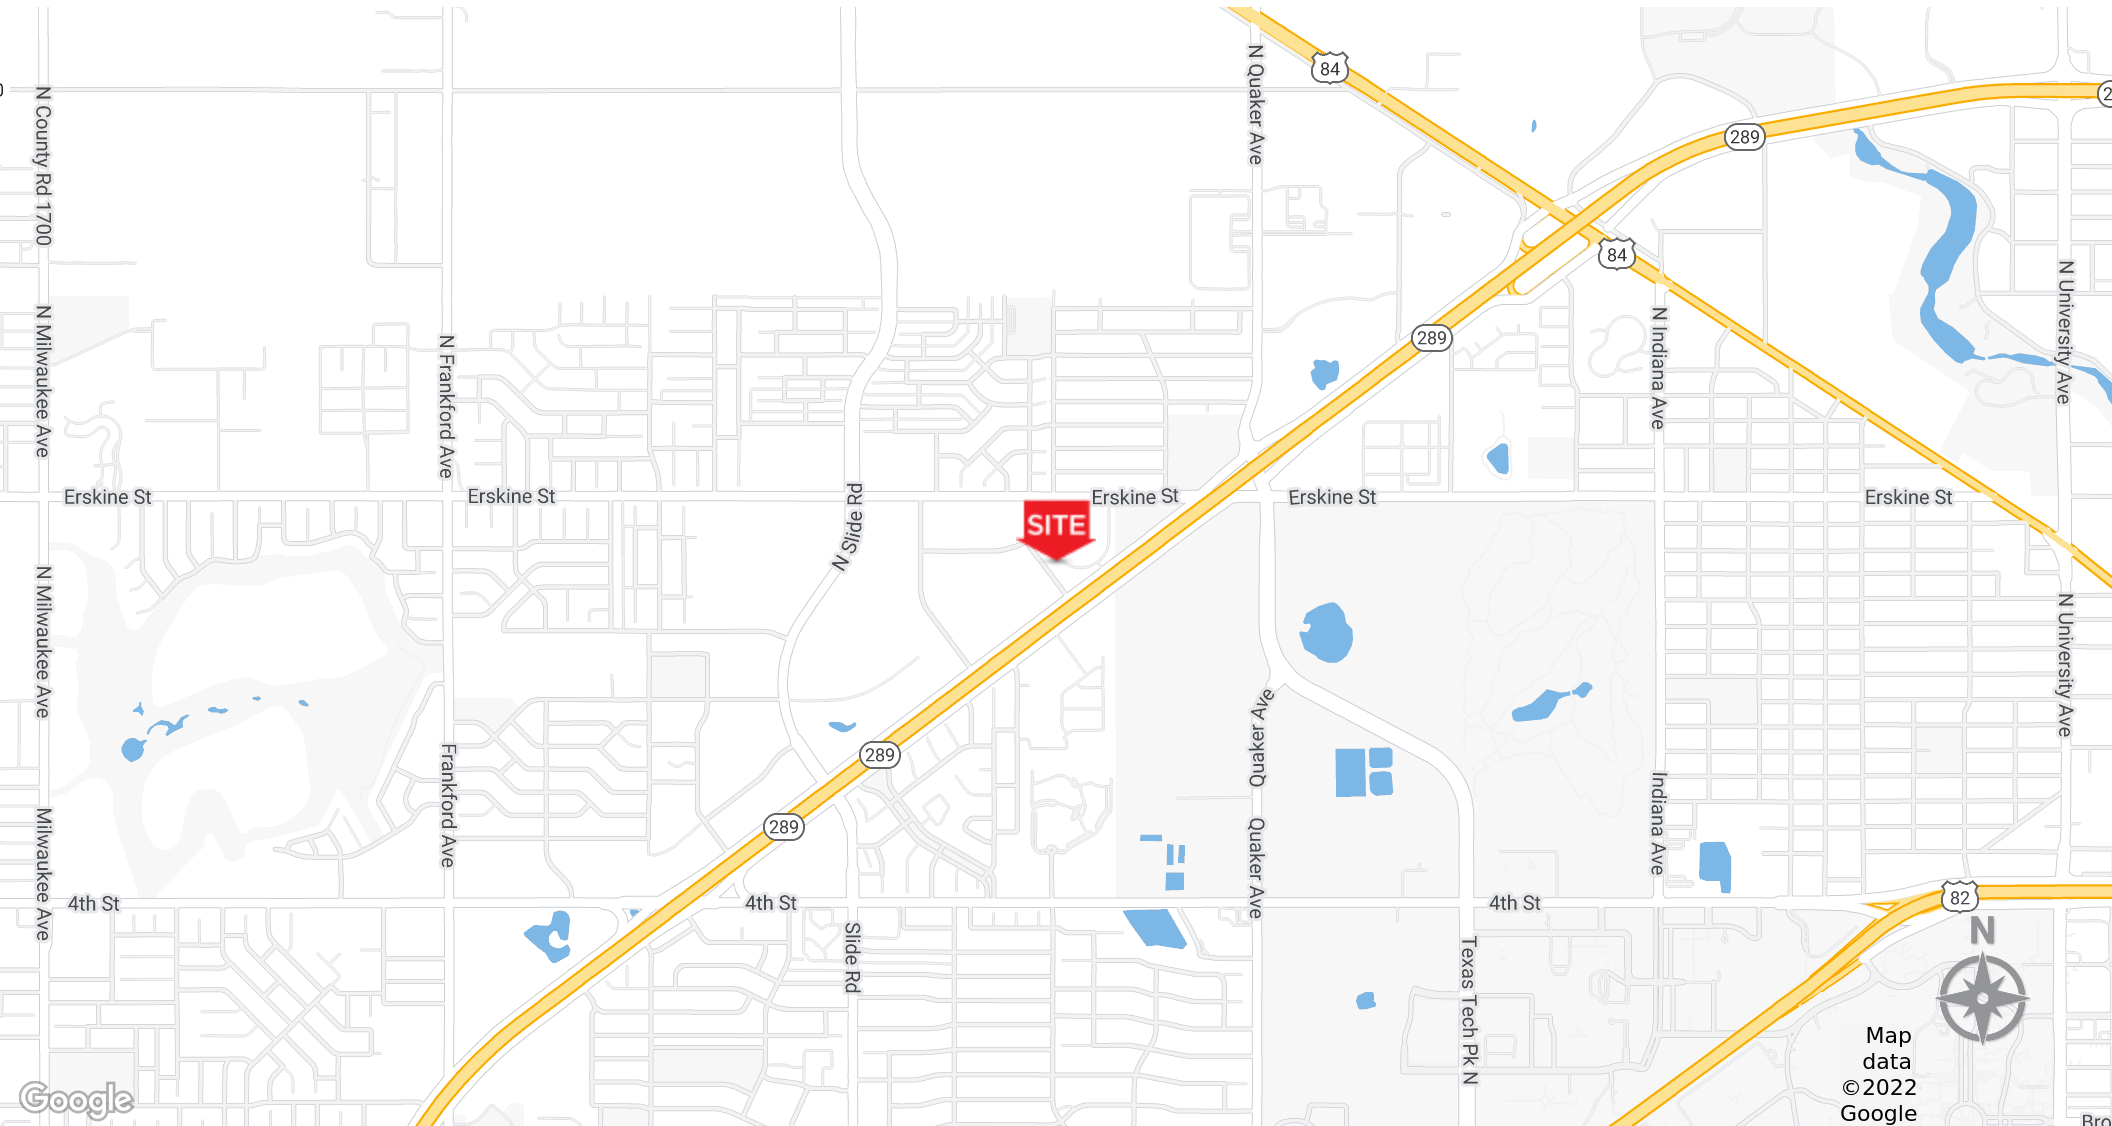 84
N Quaker Ave
N County Rd 1700
289
84
N University Ave
N Milwaukee Ave
N Frankford Ave
N Indiana Ave
289
Erskine St
Erskine St
Erskine St
Erskine St
Erskine St
N Slide Rd
SITE
N Milwaukee Ave
N University Ave
Quaker Ave
289
Frankford Ave
Indiana Ave
289
Milwaukee Ave
Quaker Ave
4th St
4th St
4th St
82
N
Slide Rd
Texas Tech Pk N
Map
data
©2022
Google
Google
Bro